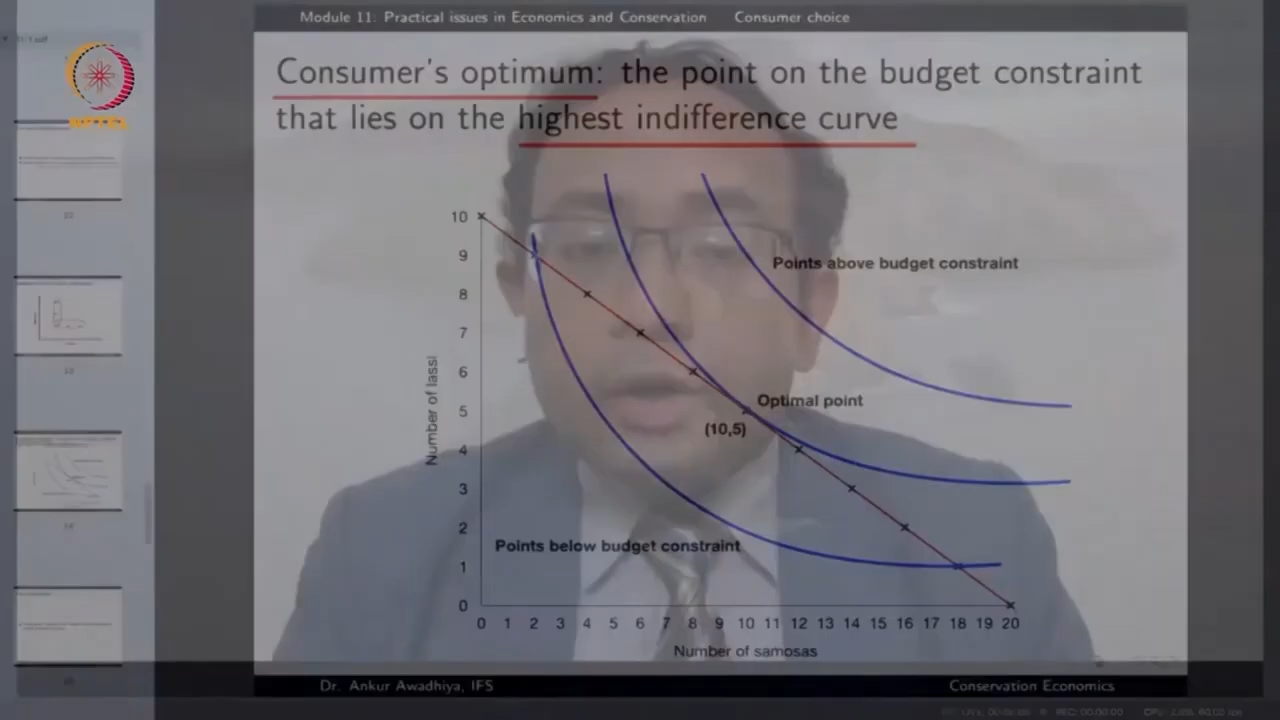 Module 11: Practical issues in Economics and Conservation Consumer choice
NPTEL
Consumer's optimum: the point on the budget constraint
that lies on the highest indifference curve
10
9
8
7
6
5
4
3
2
1
0
Number of lassi
Points above budget constraint
Optimal point
(10,5)
Points below budget constraint
0 1 2 3 4 5 6 7 8 9 10 11 12 13 14 15 16 17 18 19 20
Number of samosas
Dr. Ankur Awadhiya, IFS Conservation Economics